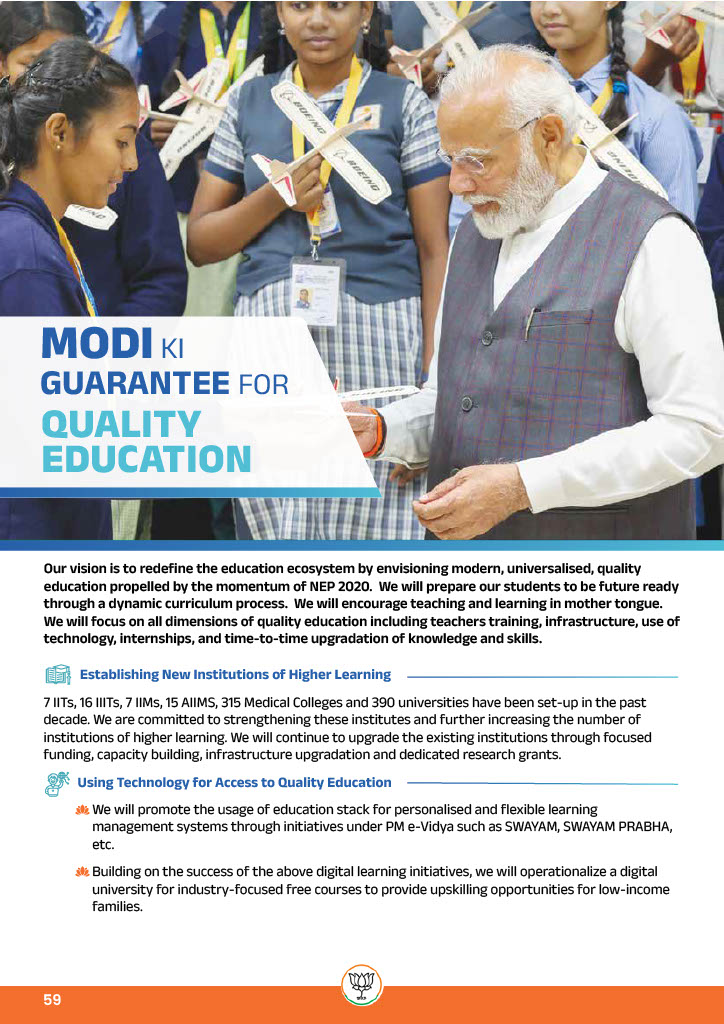 BOEING
BOEING
MODI KI
GUARANTEE FOR
QUALITY
EDUCATION
Our vision is to redefine the education ecosystem by envisioning modern, universalised, quality
education propelled by the momentum of NEP 2020. We will prepare our students to be future ready
through a dynamic curriculum process. We will encourage teaching and learning in mother tongue.
We will focus on all dimensions of quality education including teachers training, infrastructure, use of
technology, internships, and time-to-time upgradation of knowledge and skills.
Establishing New Institutions of Higher Learning
7 IITs, 16 IIITs, 7 IIMs, 15 AIIMS, 315 Medical Colleges and 390 universities have been set-up in the past
decade. We are committed to strengthening these institutes and further increasing the number of
institutions of higher learning. We will continue to upgrade the existing institutions through focused
funding, capacity building, infrastructure upgradation and dedicated research grants.
Using Technology for Access to Quality Education
We will promote the usage of education stack for personalised and flexible learning
management systems through initiatives under PM e-Vidya such as SWAYAM, SWAYAM PRABHA,
etc.
Building on the success of the above digital learning initiatives, we will operationalize a digital
university for industry-focused free courses to provide upskilling opportunities for low-income
families.
59